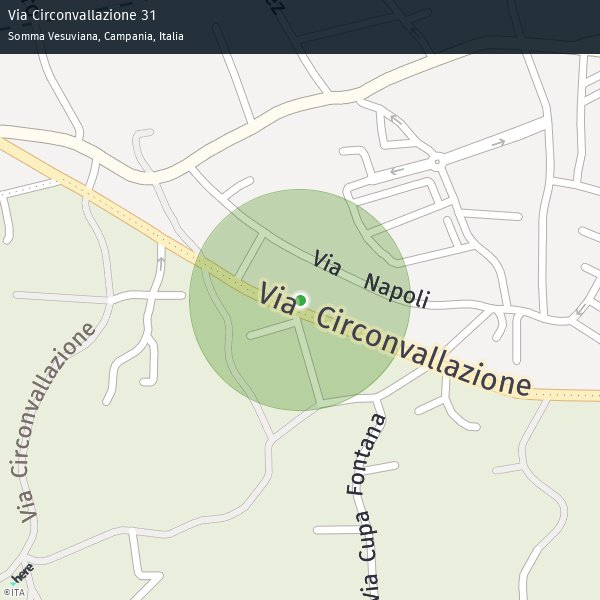 Via Circonvallazione 31
Somma Vesuviana, Campania, Italia
Via Napoli
Via Circonvallazione
Via Circonvallazione
Via Cupa Fontana
here
©ITA